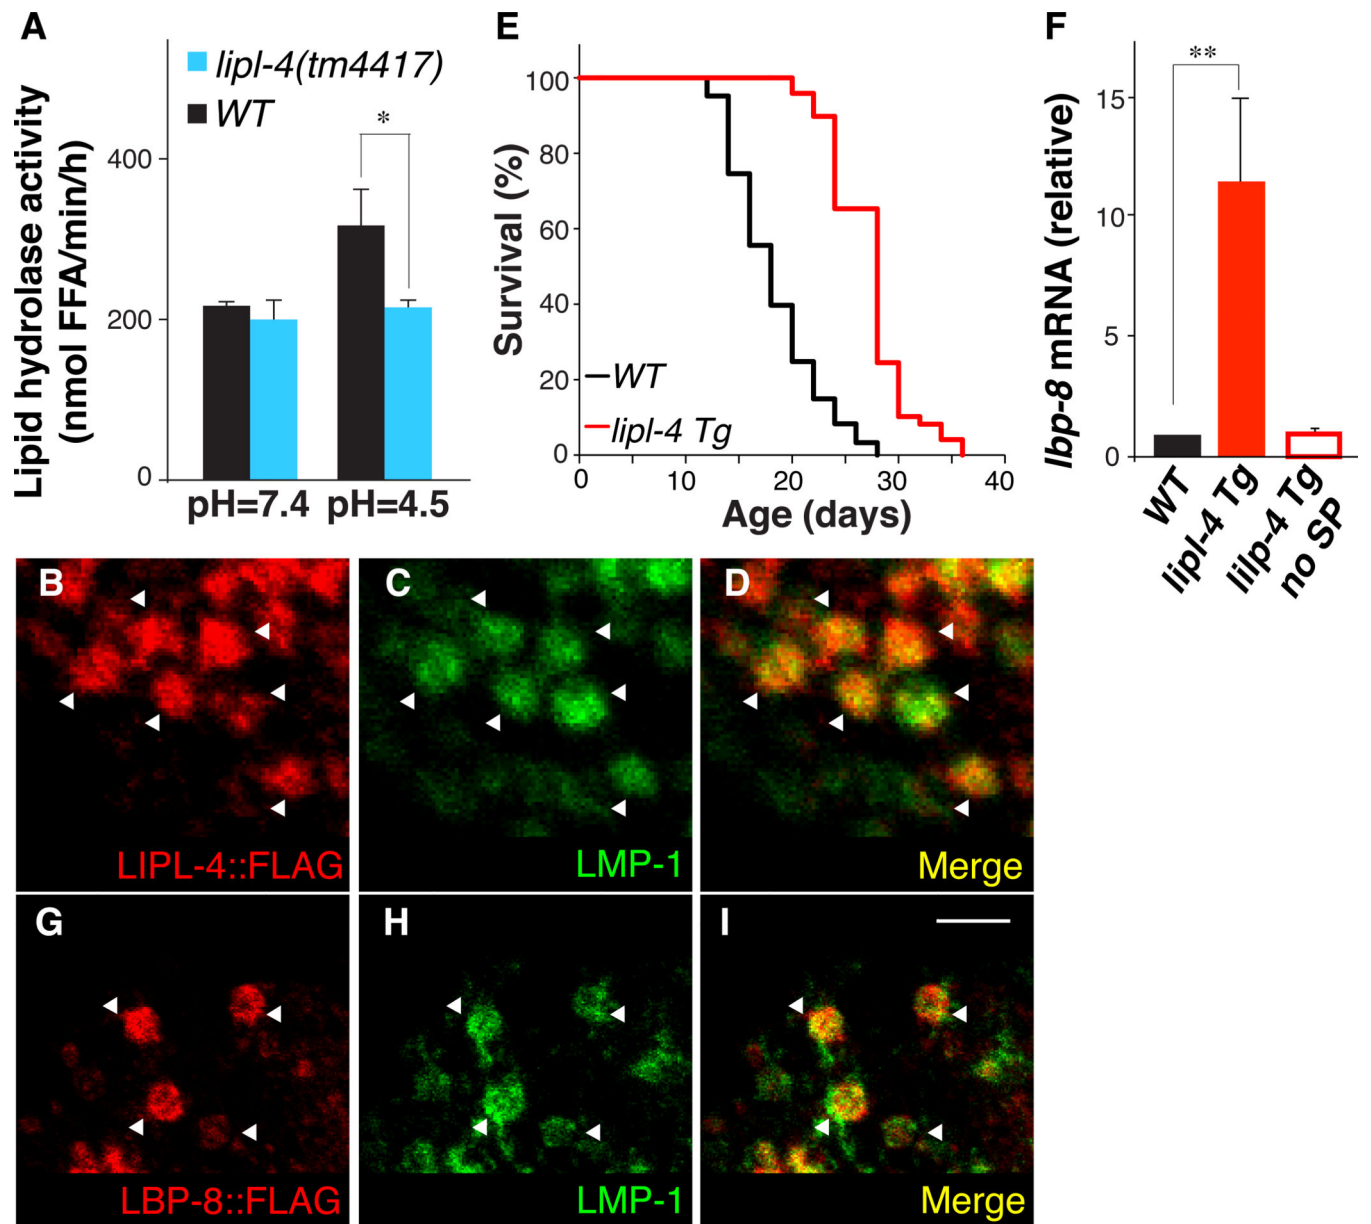 A
lipl-4(tm4417)
WT
*
Lipid hydrolase activity
(nmol FFA/min/h)
400
200
0
pH=7.4 pH=4.5
E
Survival (%)
100
80
60
40
20
0
WT
lipl-4 Tg
0 10 20 30 40
Age (days)
F
**
lbp-8 mRNA (relative)
15
10
5
0
WT
lipl-4 Tg
lilp-4 Tg
no SP
B
LIPL-4::FLAG
C
LMP-1
D
Merge
G
LBP-8::FLAG
H
LMP-1
I
Merge